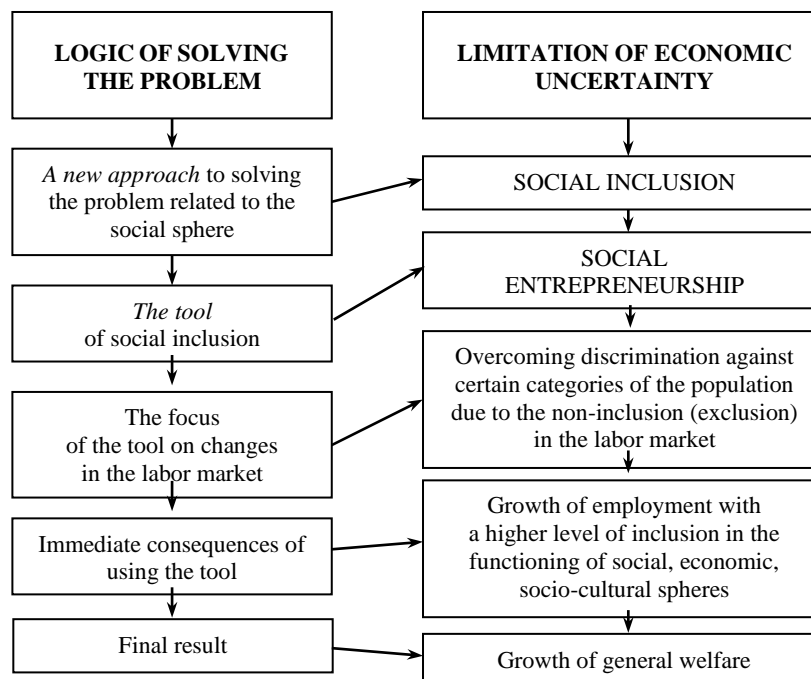 LOGIC OF SOLVING
THE PROBLEM
A new approach to solving
the problem related to the
social sphere
The tool
of social inclusion
The focus
of the tool on changes
in the labor market
Immediate consequences of
using the tool
Final result
LIMITATION OF ECONOMIC
UNCERTAINTY
SOCIAL INCLUSION
SOCIAL
ENTREPRENEURSHIP
Overcoming discrimination against
certain categories of the population
due to the non-inclusion (exclusion)
in the labor market
Growth of employment with
a higher level of inclusion in the
functioning of social, economic,
socio-cultural spheres
Growth of general welfare